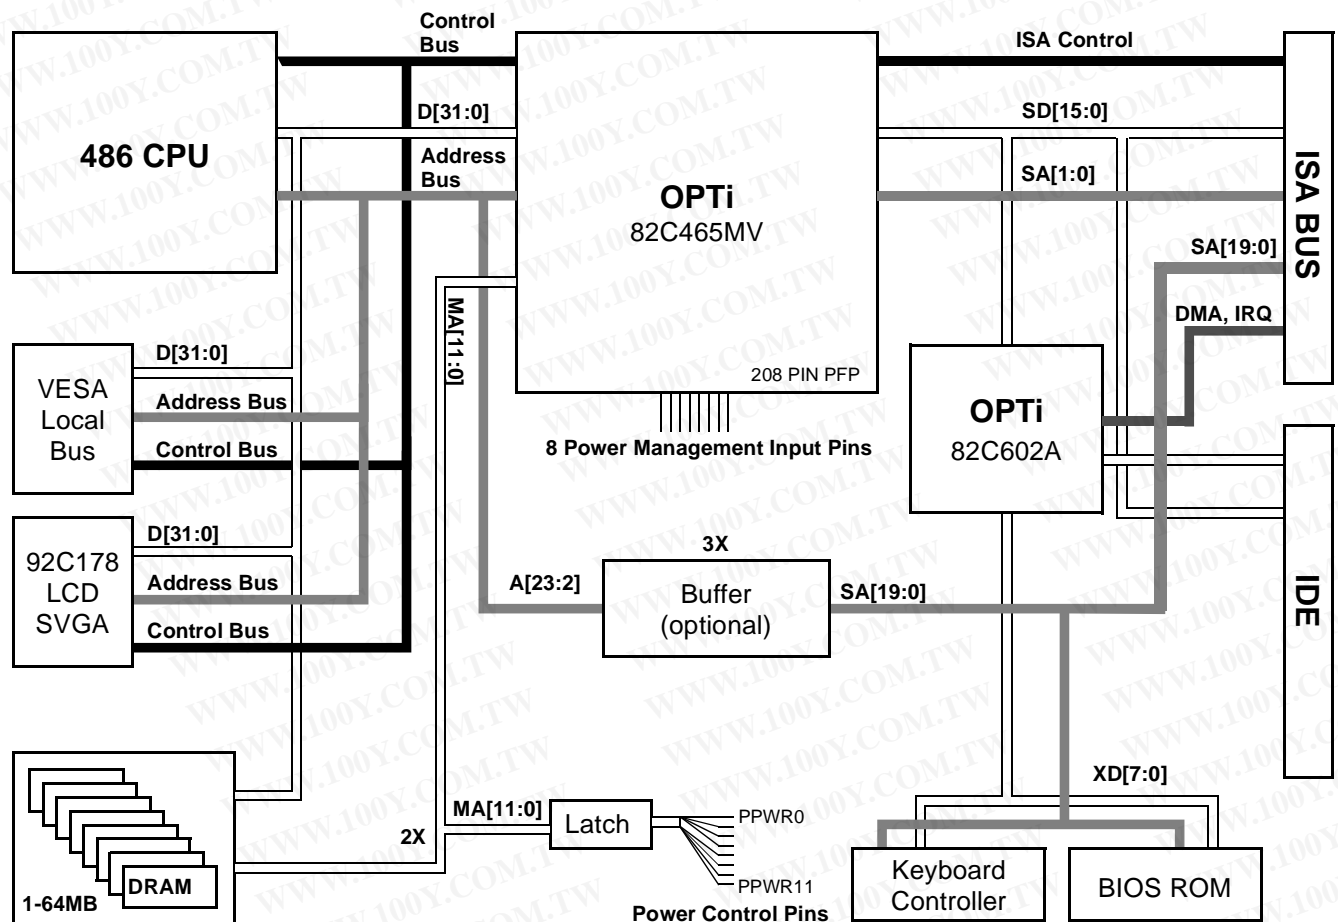 Control
Bus
ISA Control
D[31:0]
SD[15:0]
486 CPU
Address
Bus
OPTi
82C465MV
SA[1:0]
ISA BUS
SA[19:0]
MA[11:0]
DMA, IRQ
D[31:0]
VESA
Local
Bus
Address Bus
Control Bus
208 PIN PFP
8 Power Management Input Pins
OPTi
82C602A
D[31:0]
92C178
LCD
SVGA
Address Bus
Control Bus
3X
A[23:2]
Buffer
(optional)
SA[19:0]
IDE
XD[7:0]
MA[11:0]
2X
Latch
PPWR0
PPWR11
Power Control Pins
DRAM
1-64MB
Keyboard
Controller
BIOS ROM
WWW.100Y.COM.TW